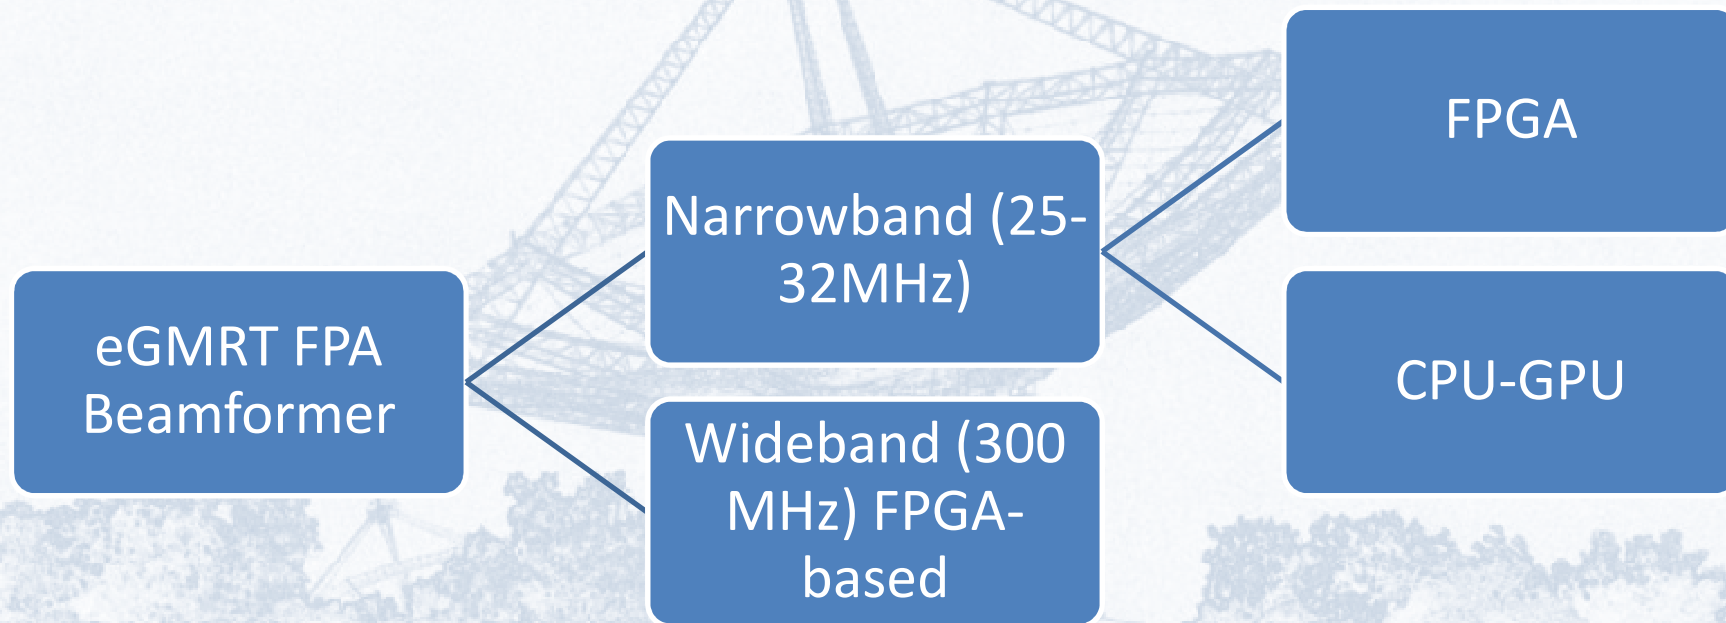 eGMRT FPA
Beamformer
Narrowband (25-
32MHz)
Wideband (300
MHz) FPGA-
based
FPGA
CPU-GPU